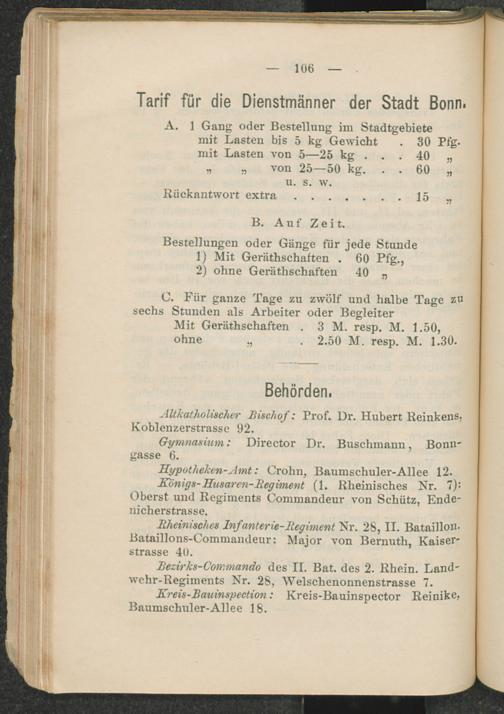 — 106 —
Tarif für die Dienstmänner der Stadt Bonn.
A. 1 Gang oder Bestellung im Stadtgebiete
mit Lasten bis 5 kg Gewicht . 30 Pfg.
mit Lasten von 5—25 kg . . . 40 „
„ „ von 25—50 kg. . . 60 „
u. s. w.
Rückantwort extra . . . . . . . 15 „
B. Auf Zeit.
Bestellungen oder Gänge für jede Stunde
1) Mit Geräthschaften . 60 Pfg.,
2) ohne Geräthschaften 40 „
C. Für ganze Tage zu zwölf und halbe Tage zu
sechs Stunden als Arbeiter oder Begleiter
Mit Geräthschaften . 3 M. resp. M. 1.50,
ohne „ . 2.50 M. resp. M. 1.30.
Behörden.
Altkatholischer Bischof: Prof. Dr. Hubert Reinkens,
Koblenzerstrasse 92.
Gymnasium: Director Dr. Buschmann, Bonn-
gasse 6.
Hypotheken-Amt: Crohn, Baumschuler-Allee 12.
Königs-Husaren-Regiment (1. Rheinisches Nr. 7):
Oberst und Regiments Commandeur von Schütz, Ende-
nicherstrasse.
Rheinisches Infanterie-Regiment Nr. 28, II. Bataillon.
Bataillons-Commandeur: Major von Bernuth, Kaiser-
strasse 40.
Bezirks-Commando des II. Bat. des 2. Rhein. Land-
wehr-Regiments Nr. 28, Welschenonnenstrasse 7.
Kreis-Bauinspection: Kreis-Bauinspector Reinike,
Baumschuler-Allee 18.